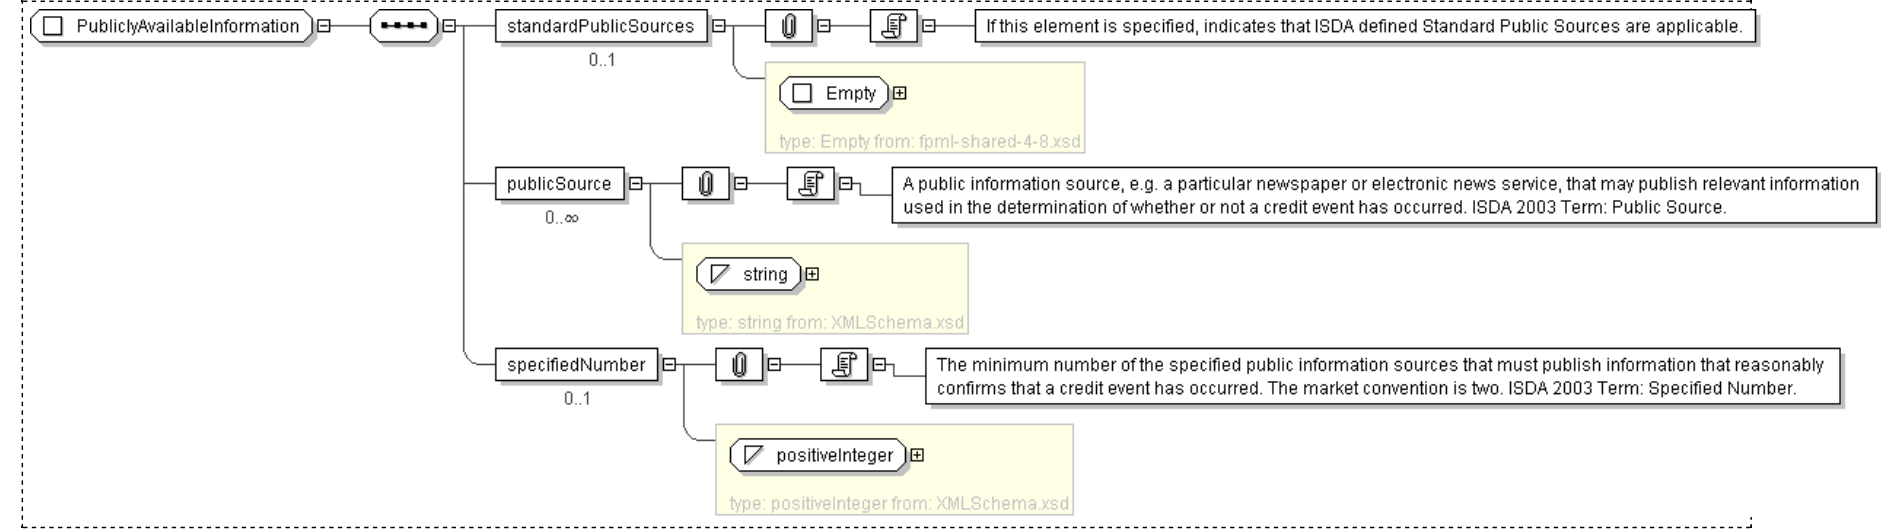 PubliclyAvailableInformation
standardPublicSources
If this element is specified, indicates that ISDA defined Standard Public Sources are applicable.
0..1
Empty
type: Empty from: fpml-shared-4-8.xsd
publicSource
A public information source, e.g. a particular newspaper or electronic news service, that may publish relevant information
used in the determination of whether or not a credit event has occurred. ISDA 2003 Term: Public Source.
0..∞
string
type: string from: XMLSchema.xsd
specifiedNumber
The minimum number of the specified public information sources that must publish information that reasonably
confirms that a credit event has occurred. The market convention is two. ISDA 2003 Term: Specified Number.
0..1
positiveInteger
type: positiveInteger from: XMLSchema.xsd